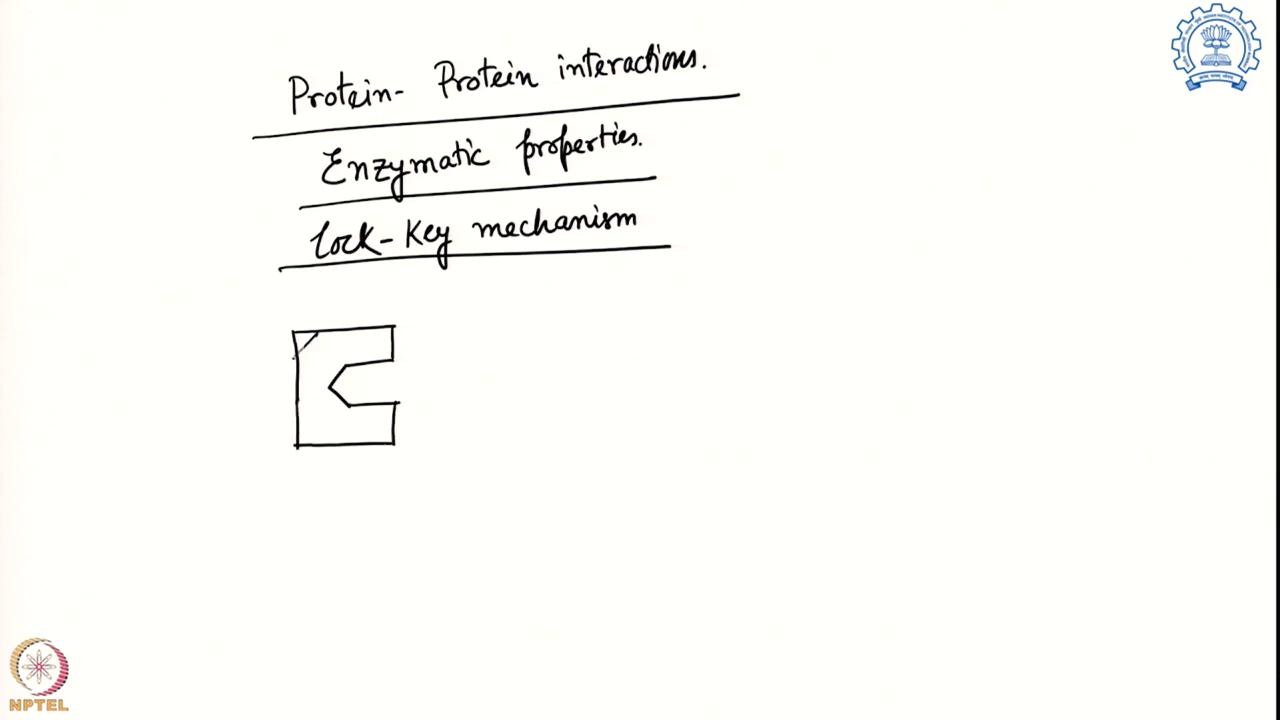 Protein- Protein interactions.
Enzymatic properties.
lock-Key mechanism
NPTEL